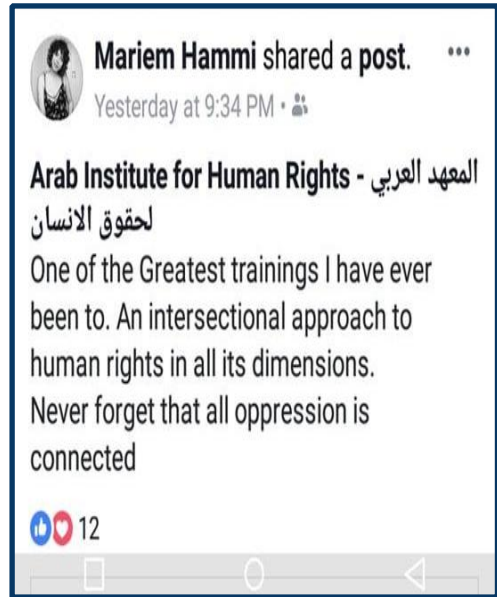 Mariem Hammi shared a post.
Yesterday at 9:34 PM
Arab Institute for Human Rights - المعهد العربي
لحقوق الانسان
One of the Greatest trainings I have ever
been to. An intersectional approach to
human rights in all its dimensions.
Never forget that all oppression is
connected
12